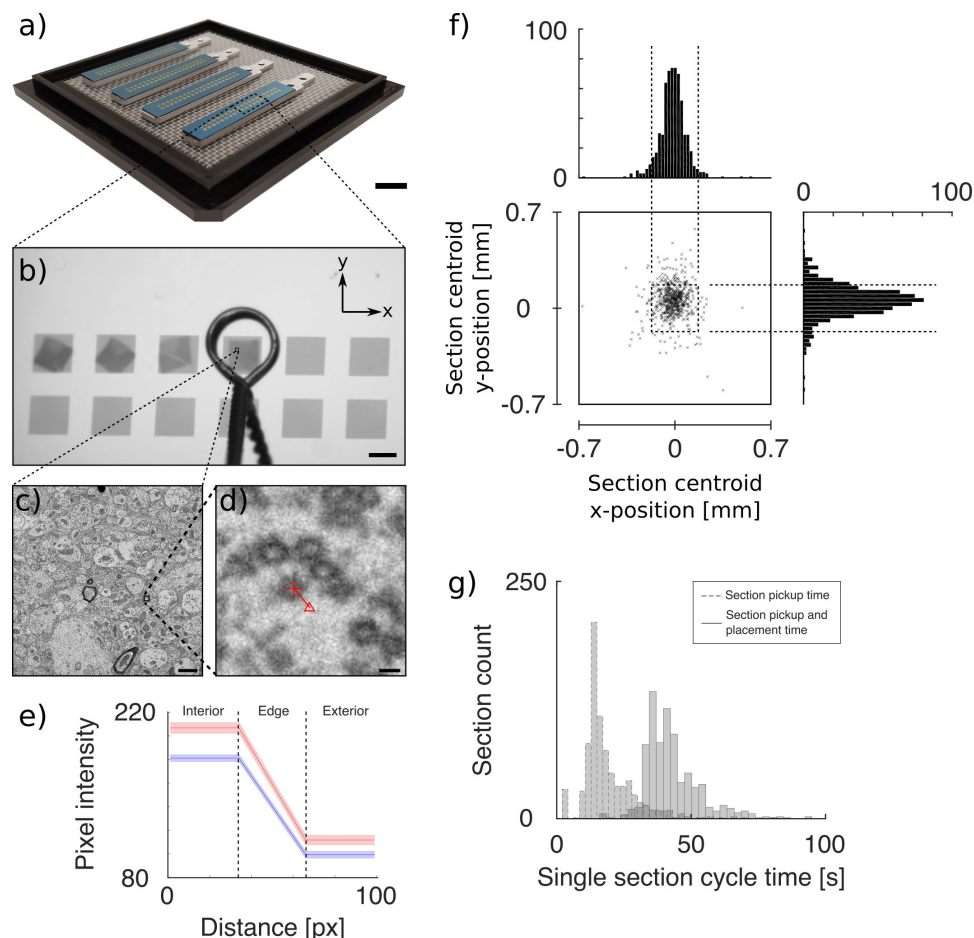 a)
b)
y
x
c)
d)
e)
220
Interior
Edge
Exterior
Pixel intensity
80
0
100
Distance [px]
f)
100
0
0
100
0.7
Section centroid
y-position [mm]
0
-0.7
-0.7
0
0.7
Section centroid
x-position [mm]
g)
250
Section pickup time
Section pickup and
placement time
Section count
0
0
50
100
Single section cycle time [s]